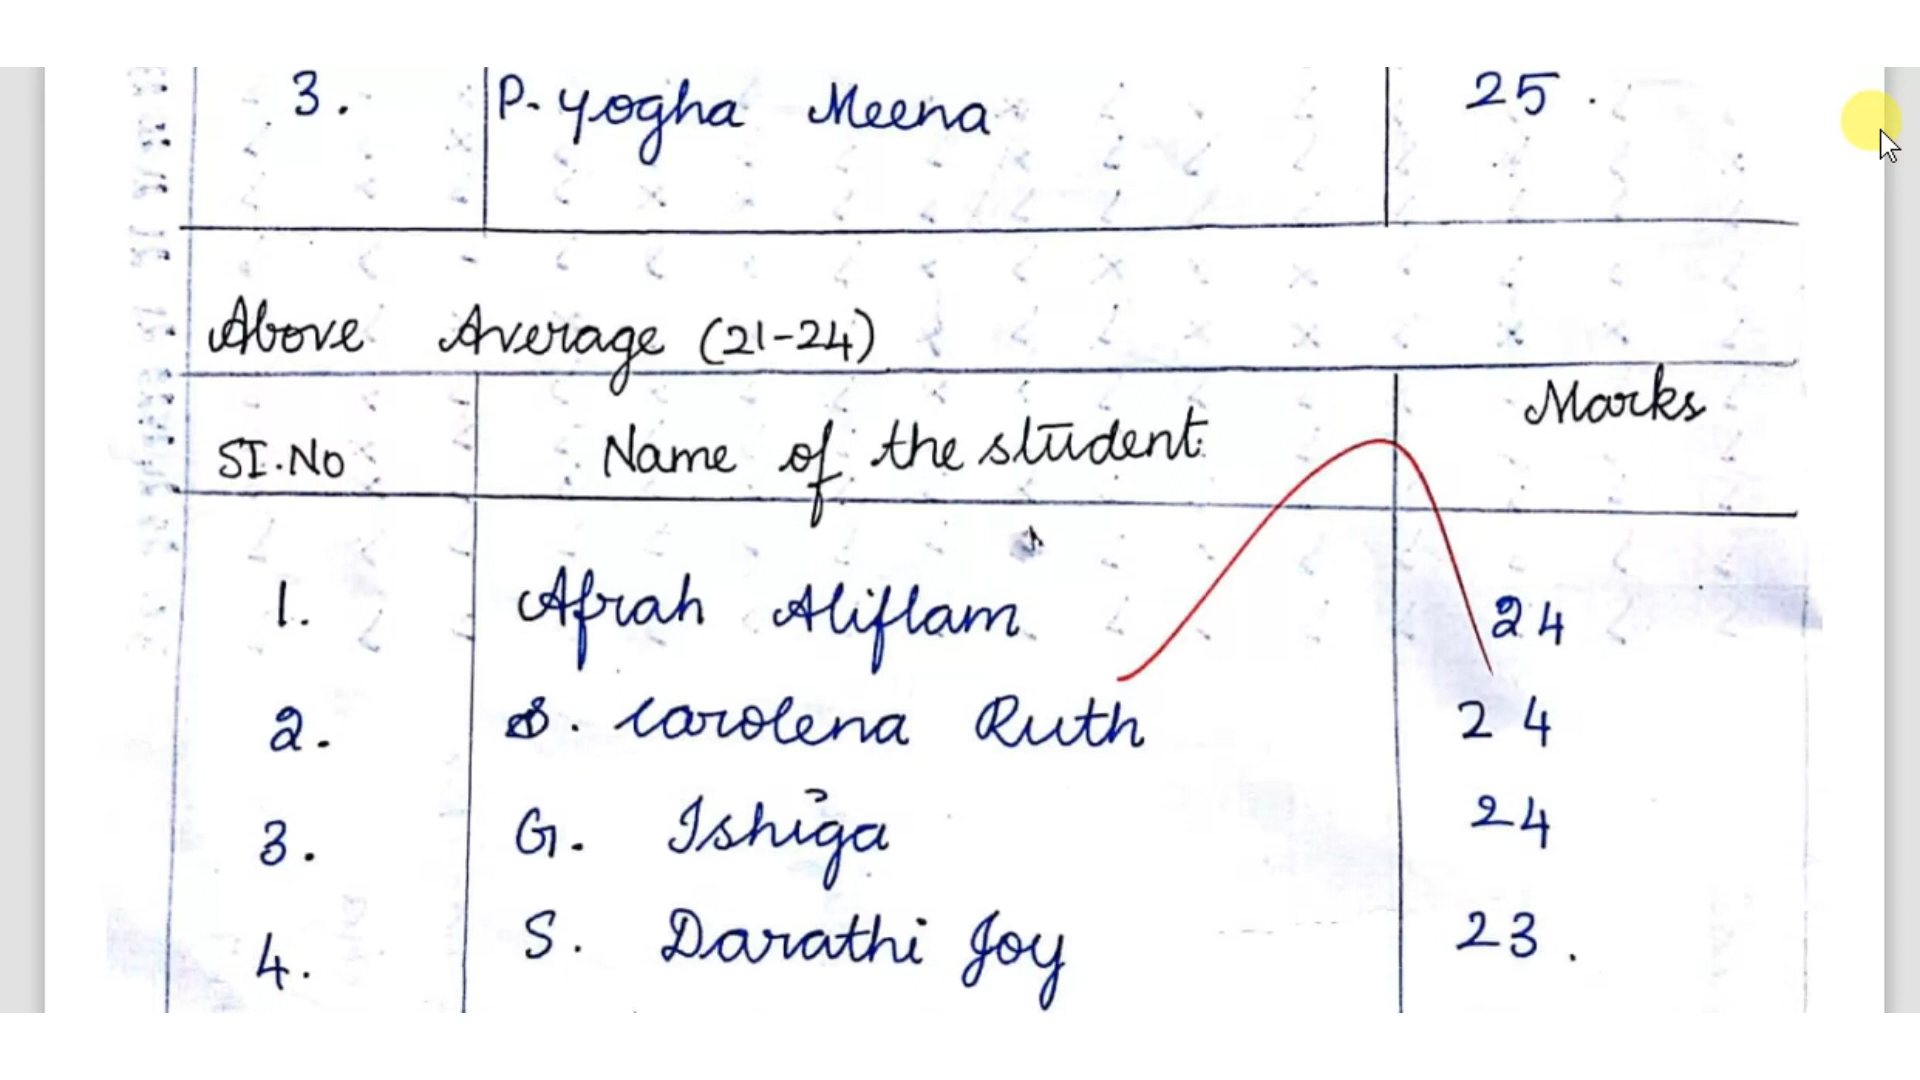 3. P. Yogha Meena 25.
Above Average (21-24)
SI.No Name of the student Marks
1. Afrah Aliflam 24
2. S. Carolena Ruth 24
3. G. Ishiga 24
4. S. Darathi Joy 23.